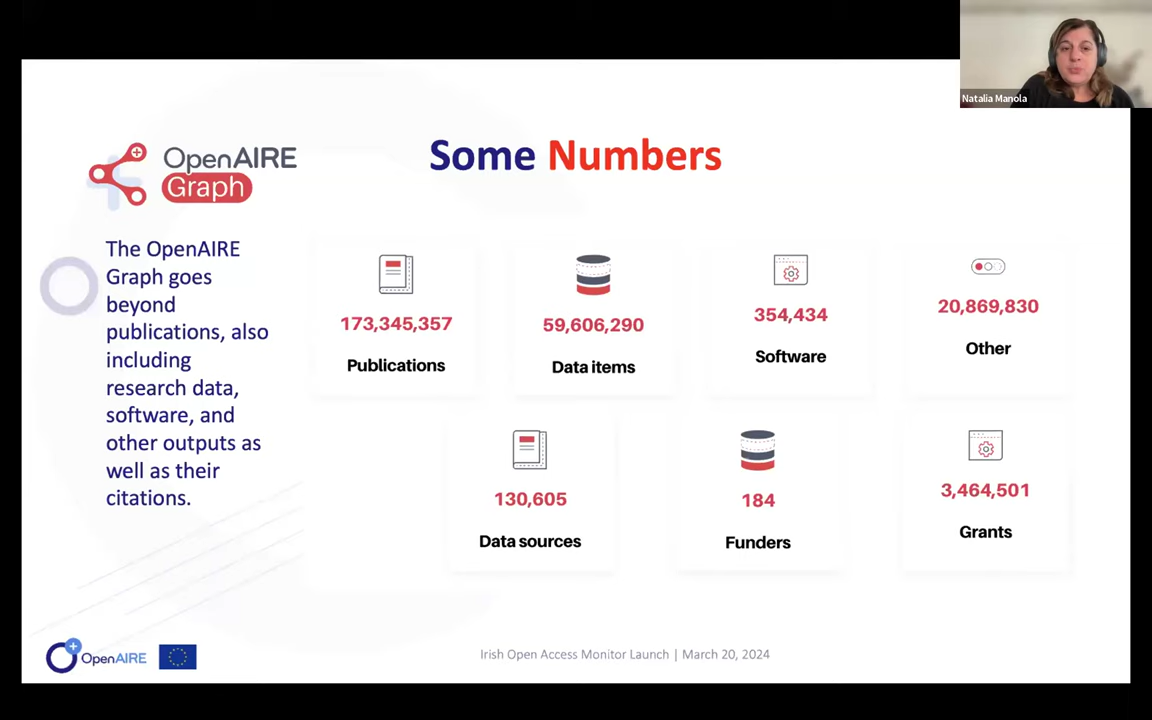 Natalia Manola
OpenAIRE
Graph
Some Numbers
The OpenAIRE
Graph goes
beyond
publications, also
including
research data,
software, and
other outputs as
well as their
citations.
173,345,357
Publications
59,606,290
Data items
354,434
Software
20,869,830
Other
130,605
Data sources
184
Funders
3,464,501
Grants
OpenAIRE
Irish Open Access Monitor Launch | March 20, 2024